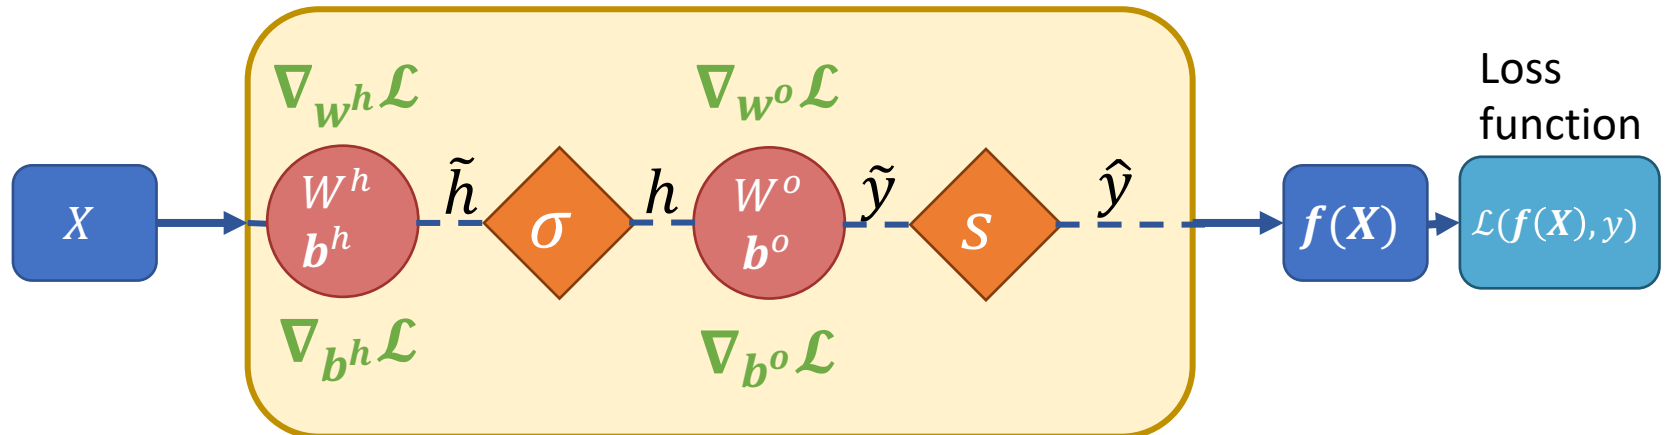 X
∇_{w^h} ℒ
W^h
b^h
∇_{b^h} ℒ
h̃
σ
h
∇_{w^o} ℒ
W^o
b^o
∇_{b^o} ℒ
ỹ
s
ŷ
f(X)
Loss
function
ℒ(f(X), y)